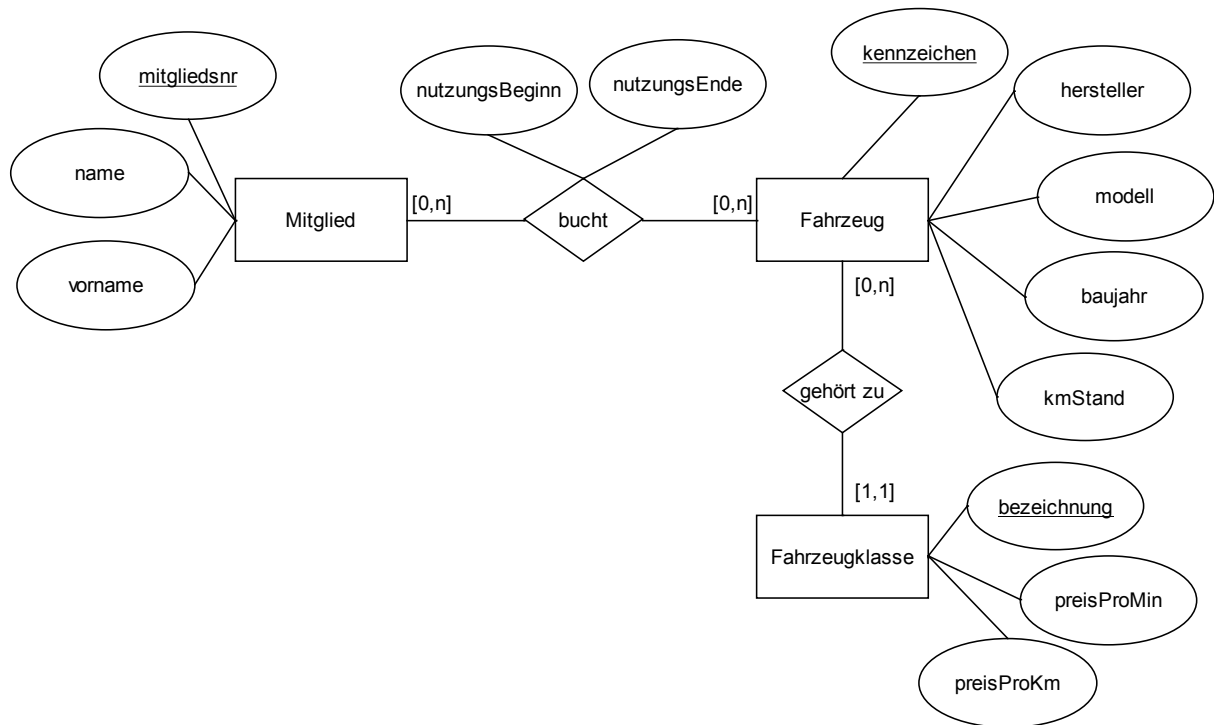 mitgliedsnr
name
vorname
Mitglied
[0,n]
nutzungsBeginn
nutzungsEnde
bucht
[0,n]
kennzeichen
Fahrzeug
hersteller
modell
baujahr
kmStand
[0,n]
gehört zu
[1,1]
Fahrzeugklasse
bezeichnung
preisProMin
preisProKm